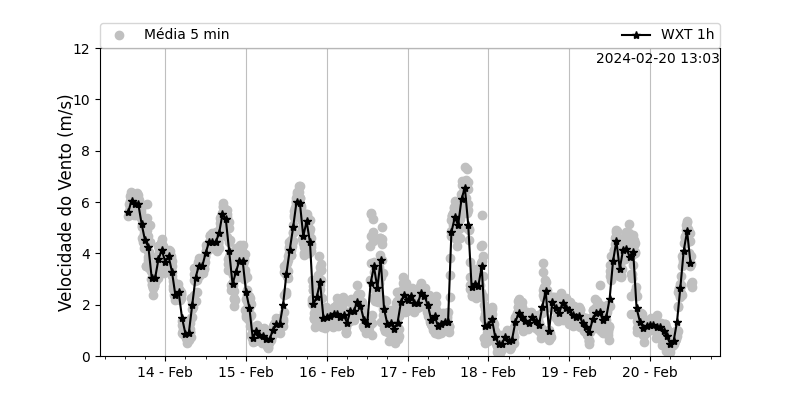 Média 5 min
WXT 1h
2024-02-20 13:03
Velocidade do Vento (m/s)
12
10
8
6
4
2
0
14 - Feb
15 - Feb
16 - Feb
17 - Feb
18 - Feb
19 - Feb
20 - Feb